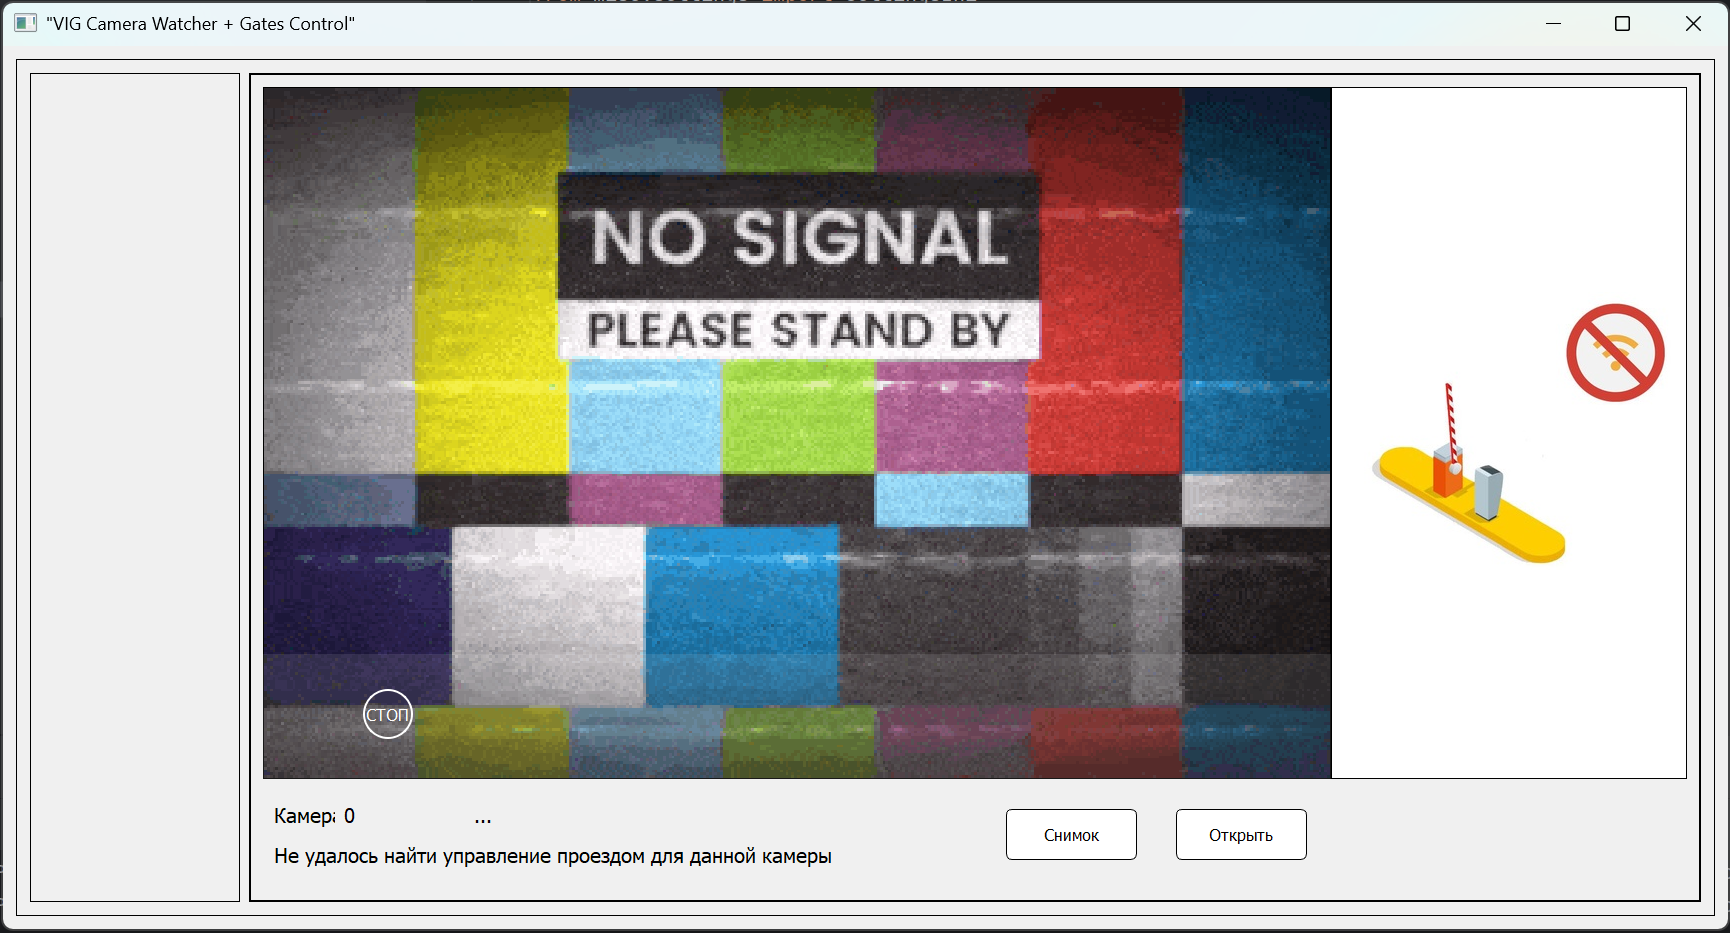 "VIG Camera Watcher + Gates Control"
NO SIGNAL
PLEASE STAND BY
СТОП
Камера 0 ...
Не удалось найти управление проездом для данной камеры
Снимок
Открыть